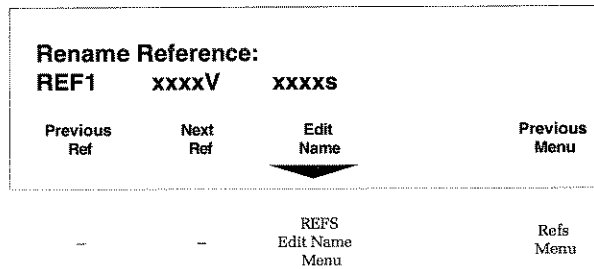 Rename Reference:
REF1 xxxxV xxxxs
Previous Next Edit Previous
Ref Ref Name Menu
– – REFS Edit Name Menu Refs Menu